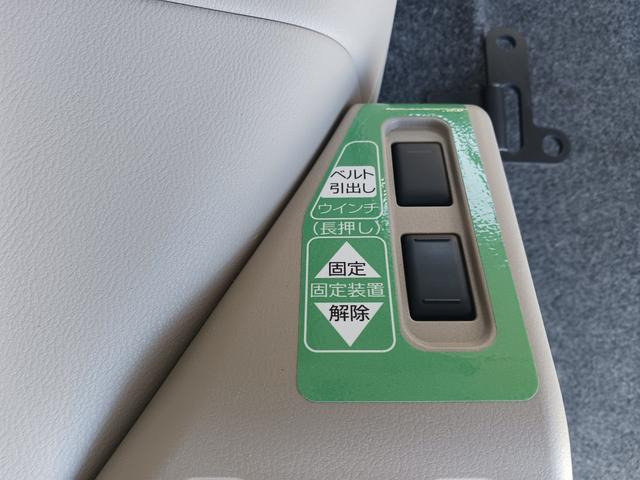 ベルト
引出し
ウインチ
(長押し)
固定
固定装置
解除